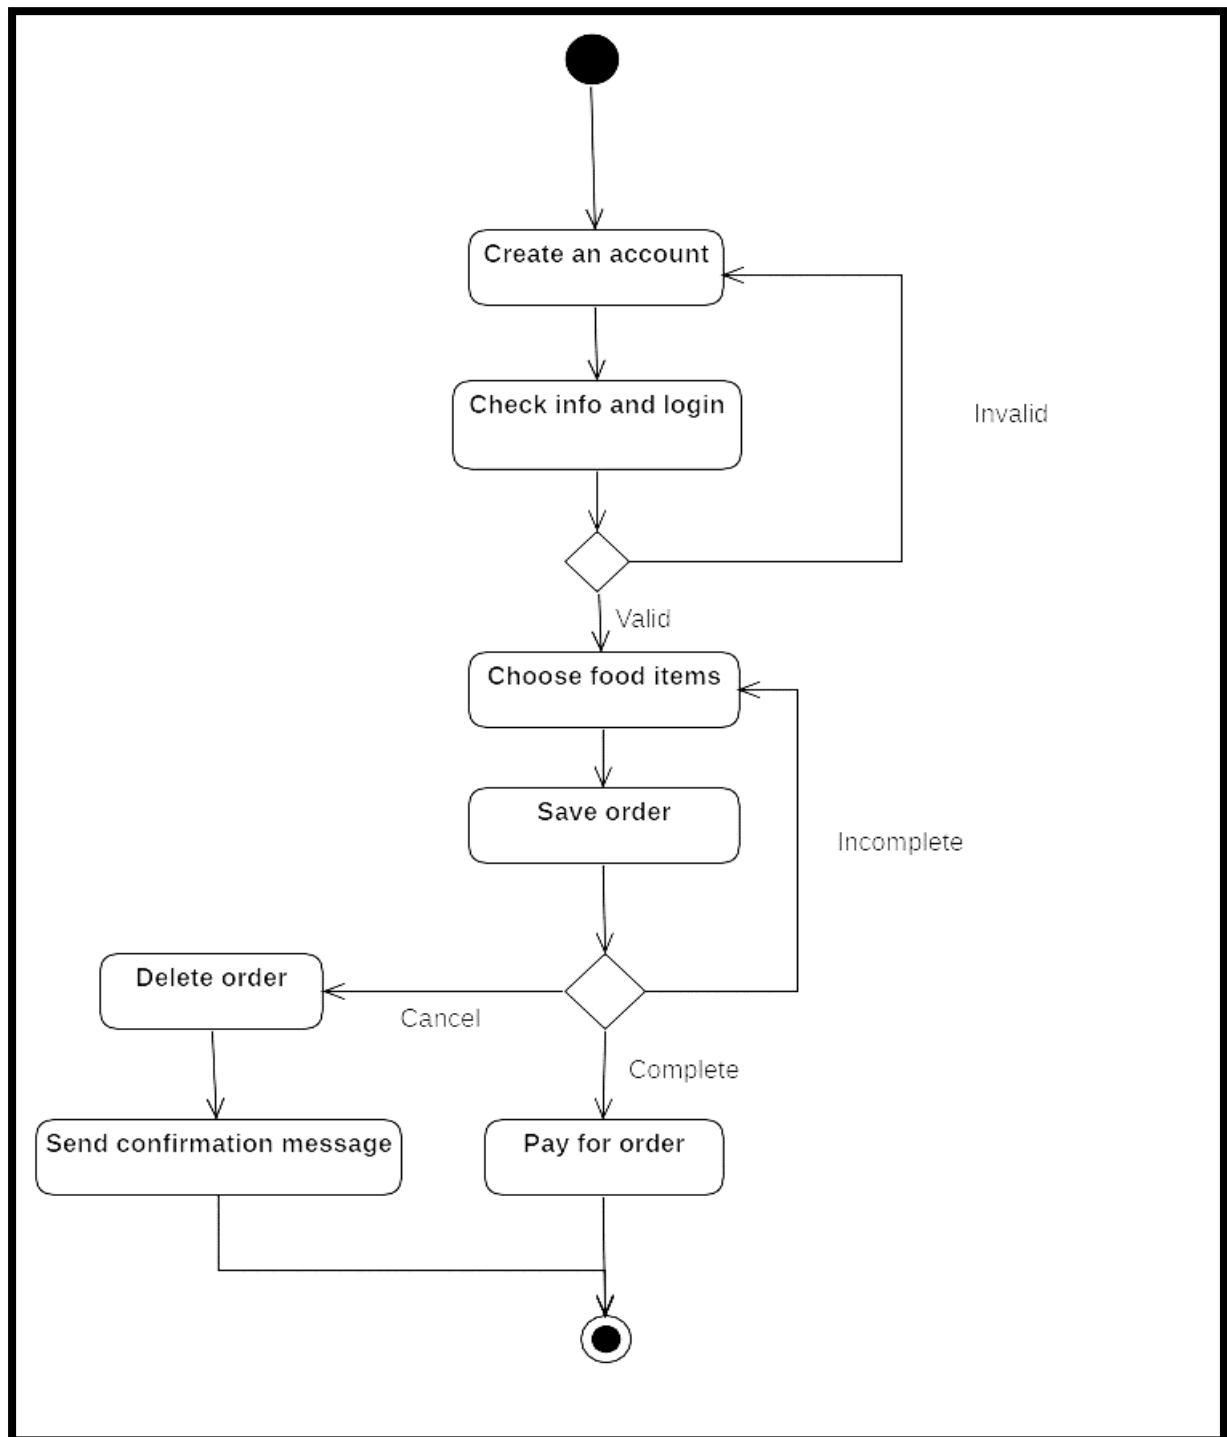 Create an account
Check info and login
Invalid
Valid
Choose food items
Save order
Incomplete
Delete order
Cancel
Complete
Send confirmation message
Pay for order